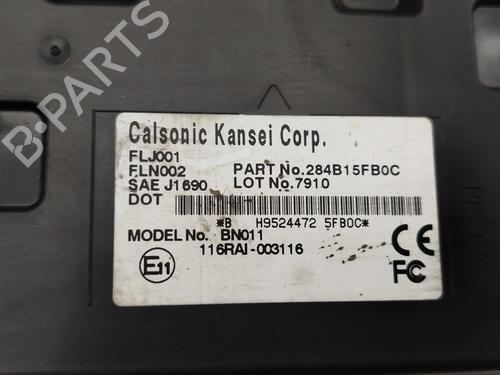 B-PARTS
Calsonic Kansei Corp.
FLJ001
FLN002 PART No.284B15FB0C
SAE J1690 LOT No.7910
DOT
*B H9524472 5FB0C*
MODEL No. BN011
116RAI-003116
E11
CE
FC